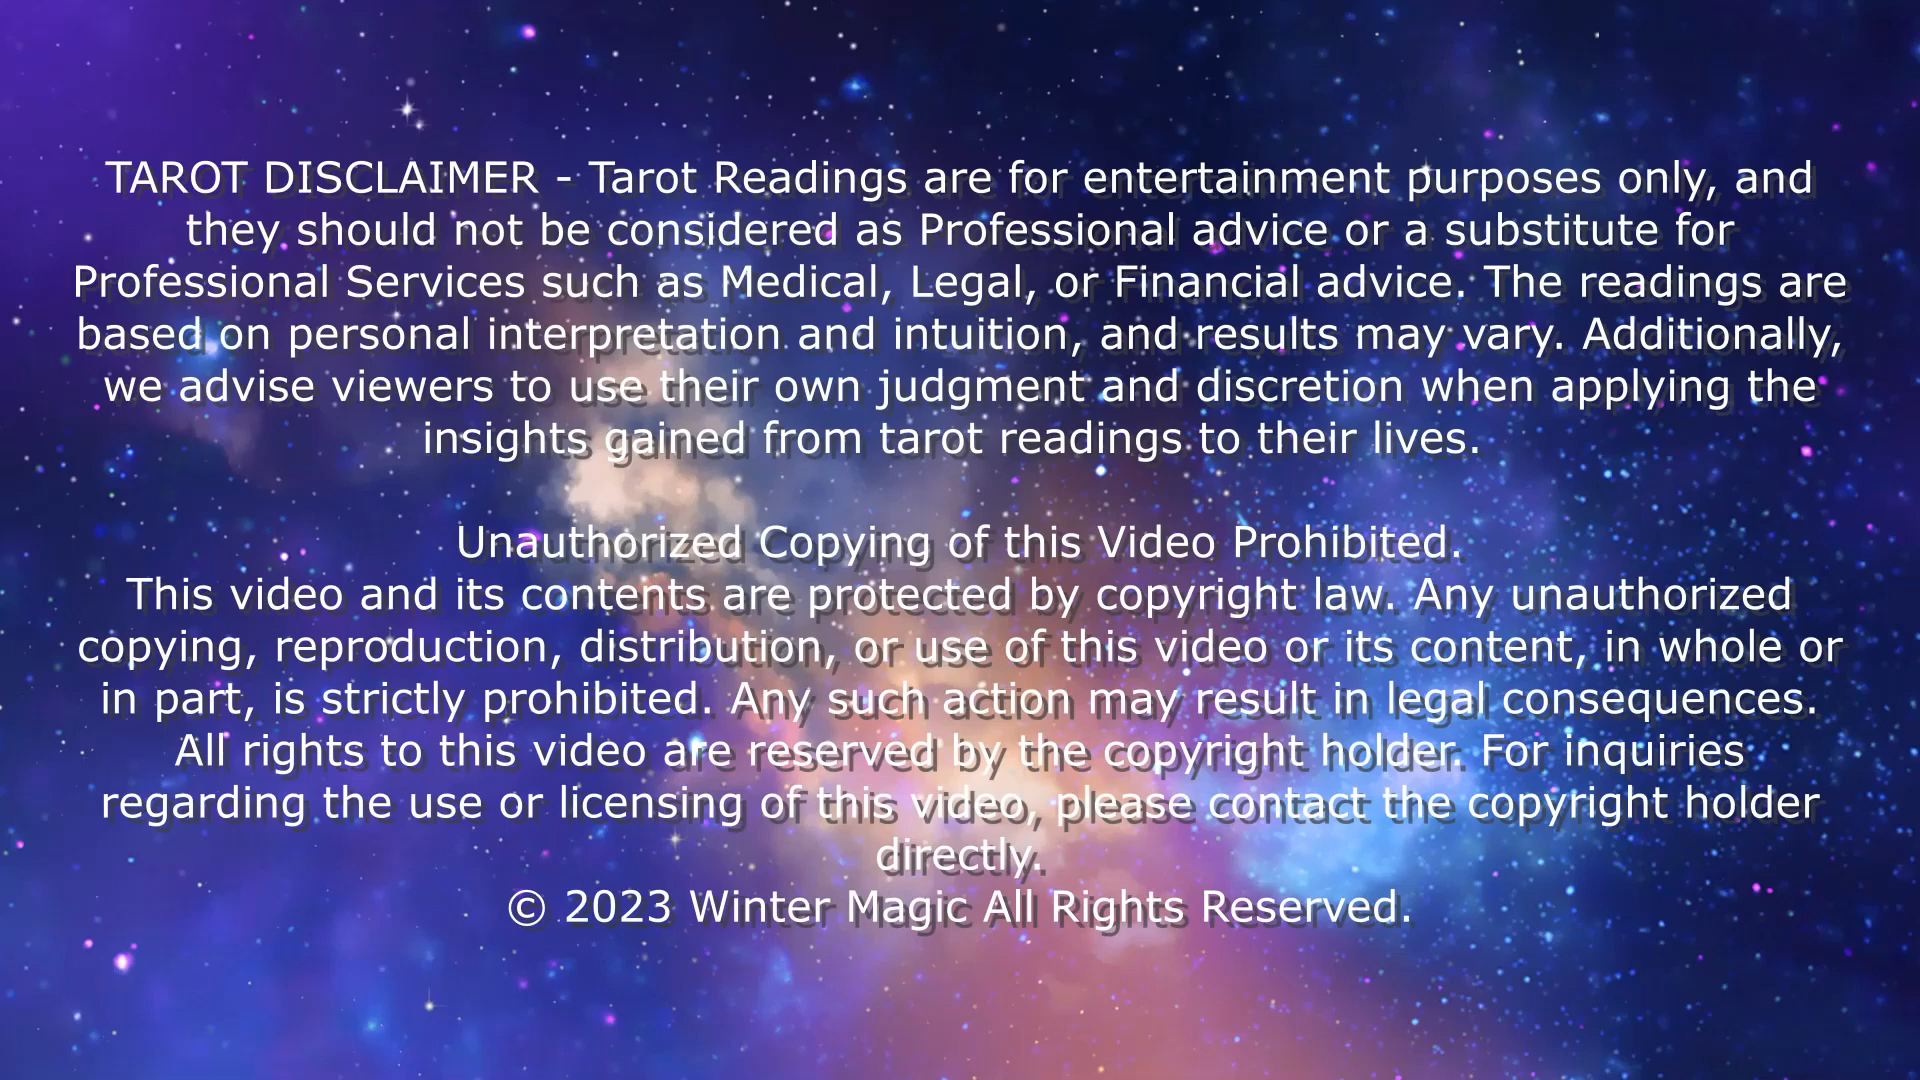 TAROT DISCLAIMER - Tarot Readings are for entertainment purposes only, and
they should not be considered as Professional advice or a substitute for
Professional Services such as Medical, Legal, or Financial advice. The readings are
based on personal interpretation and intuition, and results may vary. Additionally,
we advise viewers to use their own judgment and discretion when applying the
insights gained from tarot readings to their lives.
Unauthorized Copying of this Video Prohibited.
This video and its contents are protected by copyright law. Any unauthorized
copying, reproduction, distribution, or use of this video or its content, in whole or
in part, is strictly prohibited. Any such action may result in legal consequences.
All rights to this video are reserved by the copyright holder. For inquiries
regarding the use or licensing of this video, please contact the copyright holder
directly.
© 2023 Winter Magic All Rights Reserved.